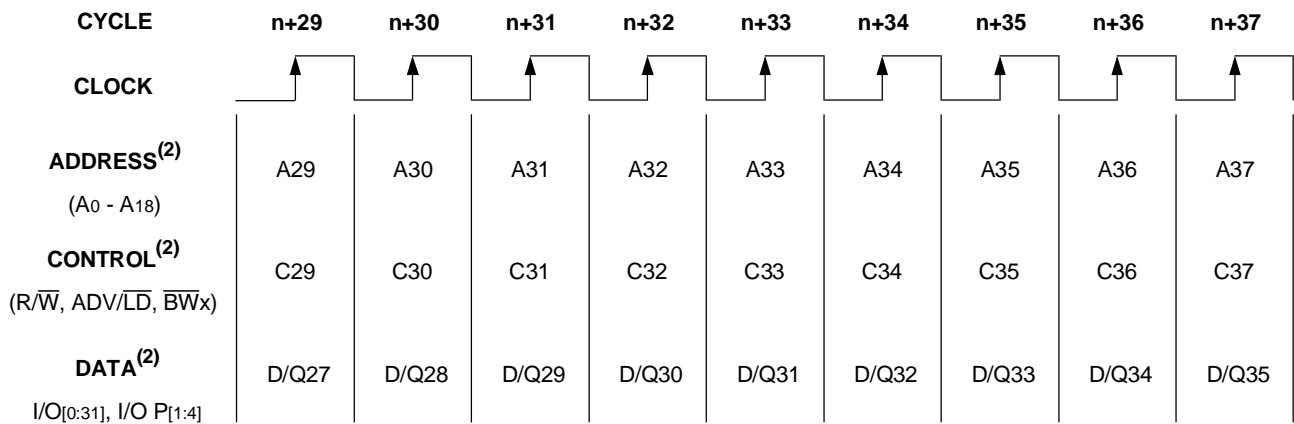 CYCLE n+29 n+30 n+31 n+32 n+33 n+34 n+35 n+36 n+37
CLOCK
ADDRESS(2) A29 A30 A31 A32 A33 A34 A35 A36 A37
(A0 - A18)
CONTROL(2) C29 C30 C31 C32 C33 C34 C35 C36 C37
(R/W̅, ADV/L̅D̅, B̅W̅x)
DATA(2) D/Q27 D/Q28 D/Q29 D/Q30 D/Q31 D/Q32 D/Q33 D/Q34 D/Q35
I/O[0:31], I/O P[1:4]